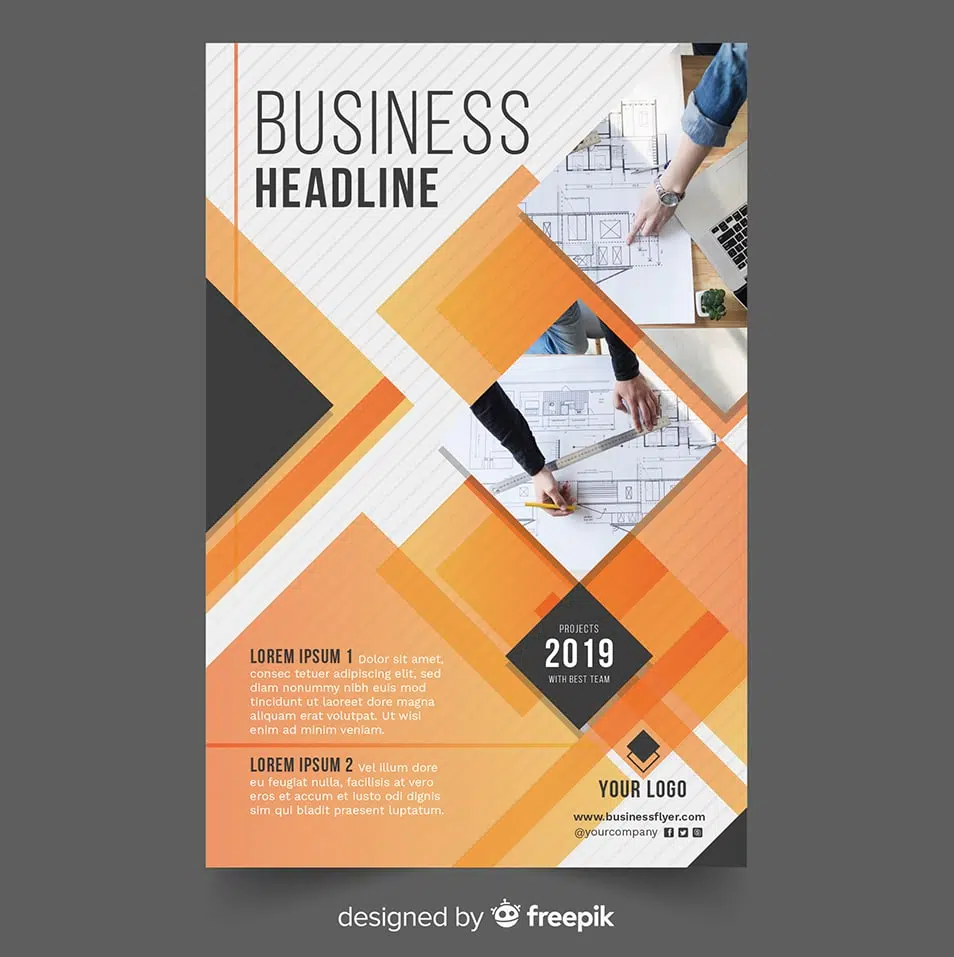 BUSINESS
HEADLINE
PROJECTS
2019
WITH BEST TEAM
LOREM IPSUM 1 Dolor sit amet,
consec tetuer adipiscing elit, sed
diam nonummy nibh euis mod
tincidunt ut laoreet dolore magna
aliquam erat volutpat. Ut wisi
enim ad minim veniam.
LOREM IPSUM 2 Vel illum dore
eu feugiat nulla, facilisis at vero
eros et accum et iusto odi dignis
sim qui bladit praesent luptatum.
YOUR LOGO
www.businessflyer.com
@yourcompany
designed by freepik